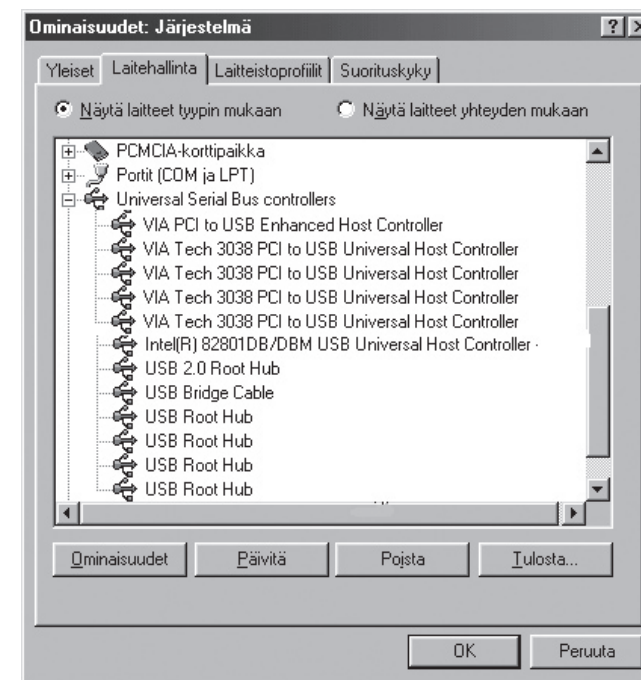 Ominaisuudet: Järjestelmä
Yleiset Laitehallinta Laitteistoprofiilit Suorituskyky
Näytä laitteet tyypin mukaan Näytä laitteet yhteyden mukaan
PCMCIA-korttipaikka
Portit (COM ja LPT)
Universal Serial Bus controllers
VIA PCI to USB Enhanced Host Controller
VIA Tech 3038 PCI to USB Universal Host Controller
VIA Tech 3038 PCI to USB Universal Host Controller
VIA Tech 3038 PCI to USB Universal Host Controller
VIA Tech 3038 PCI to USB Universal Host Controller
Intel(R) 82801DB/DBM USB Universal Host Controller -
USB 2.0 Root Hub
USB Bridge Cable
USB Root Hub
USB Root Hub
USB Root Hub
USB Root Hub
Ominaisuudet Päivitä Poista Tulosta...
OK Peruuta